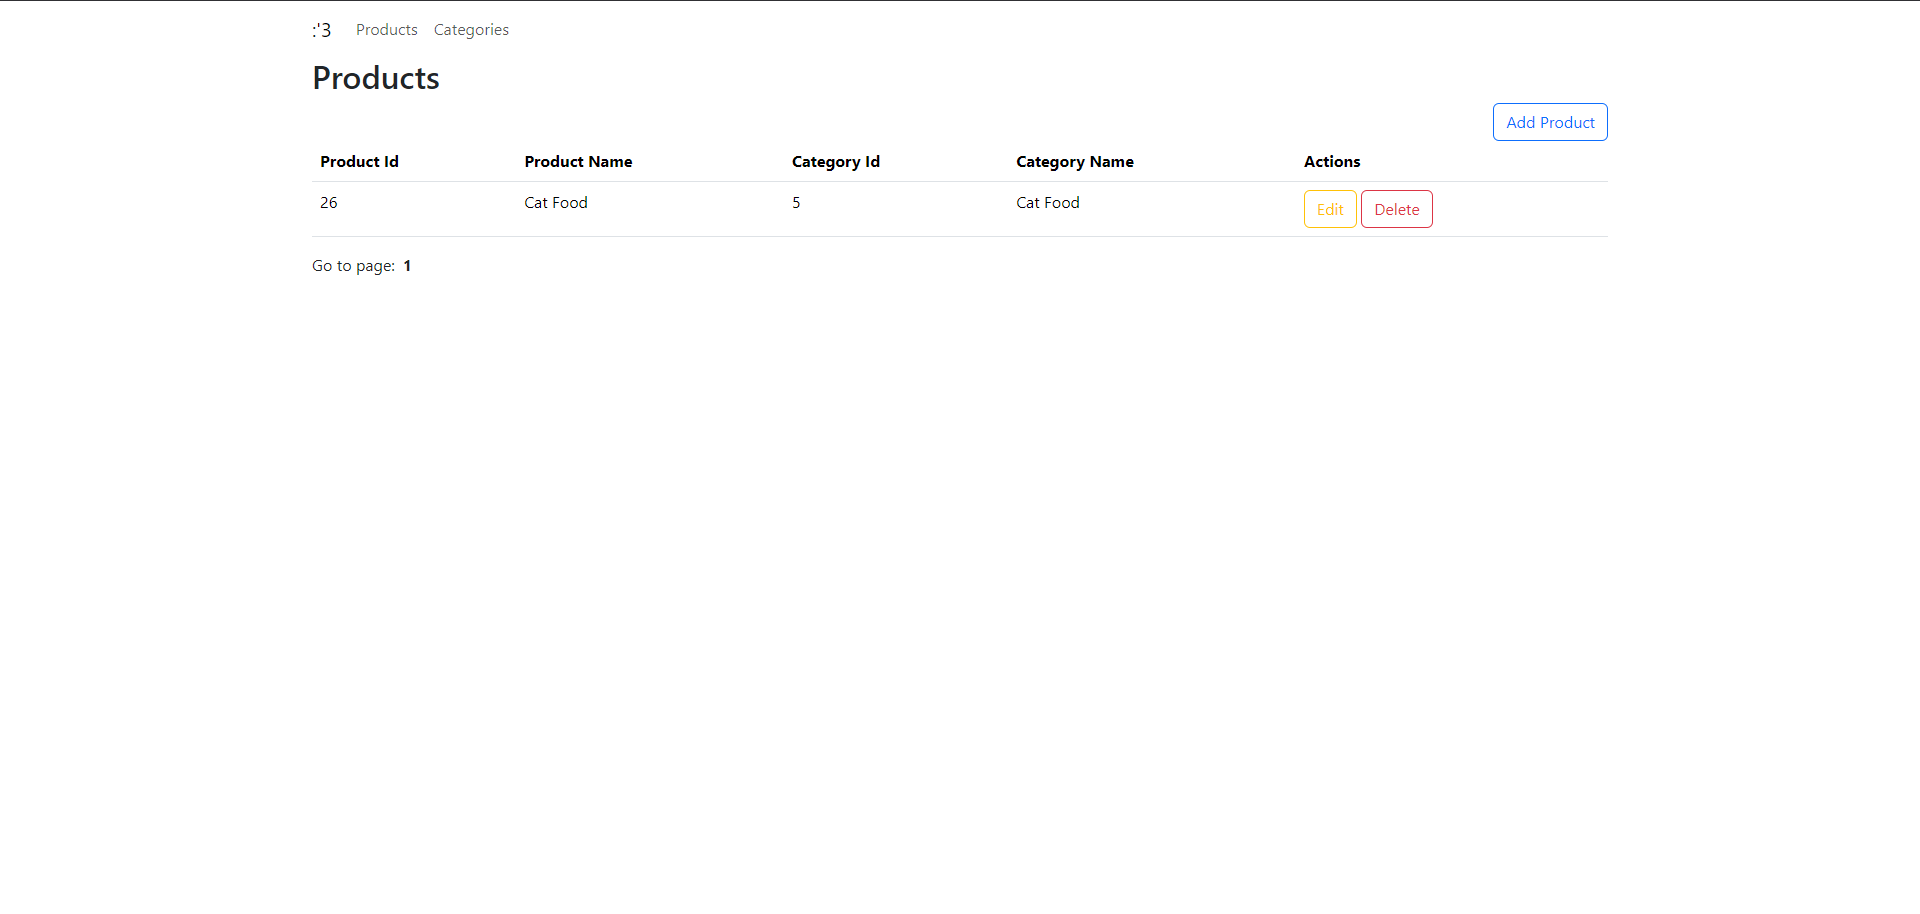 :'3 Products Categories
Products
Add Product
Product Id Product Name Category Id Category Name Actions
26 Cat Food 5 Cat Food Edit Delete
Go to page: 1